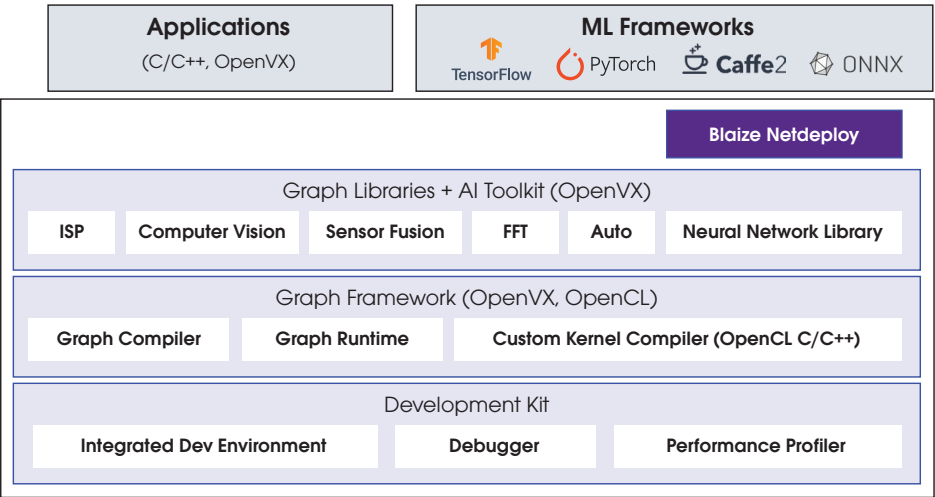 Applications
(C/C++, OpenVX)
ML Frameworks
TensorFlow
PyTorch
Caffe2
ONNX
Blaize Netdeploy
Graph Libraries + AI Toolkit (OpenVX)
ISP
Computer Vision
Sensor Fusion
FFT
Auto
Neural Network Library
Graph Framework (OpenVX, OpenCL)
Graph Compiler
Graph Runtime
Custom Kernel Compiler (OpenCL C/C++)
Development Kit
Integrated Dev Environment
Debugger
Performance Profiler